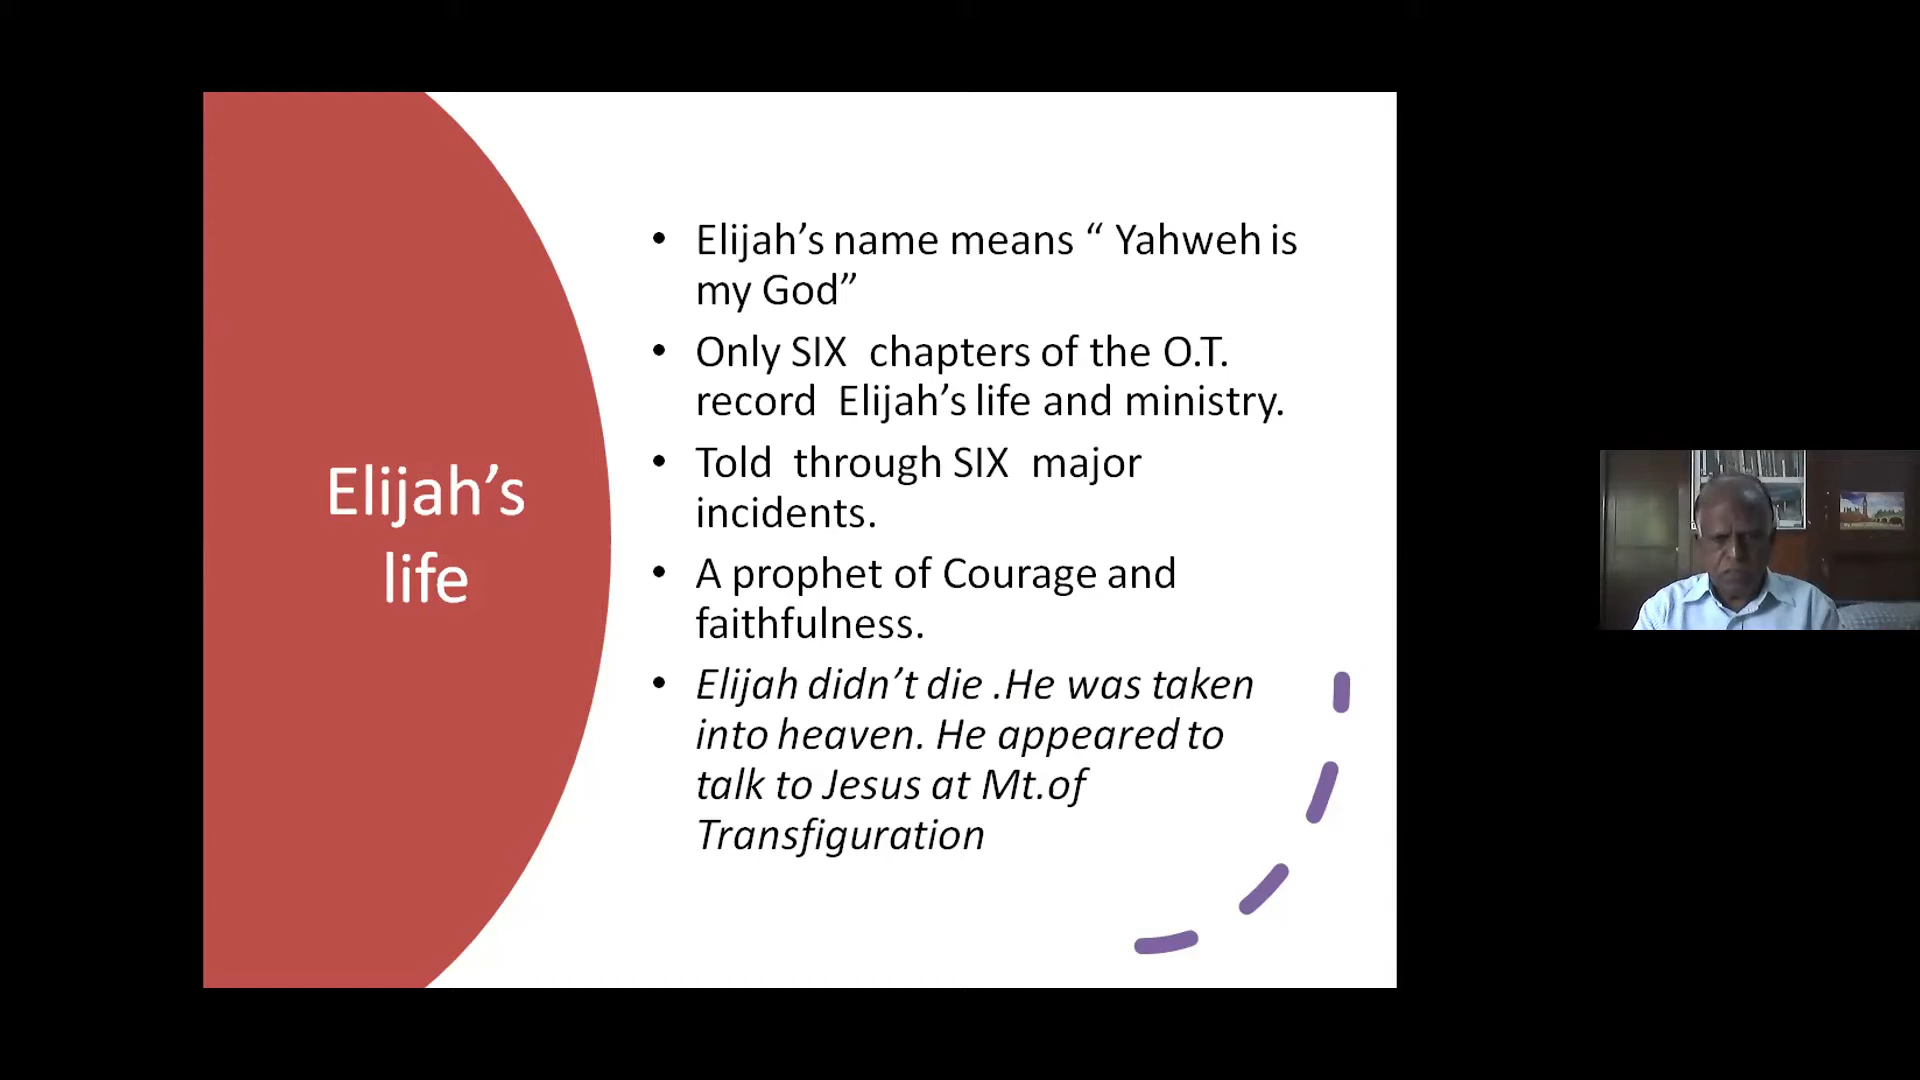 Elijah’s
life
• Elijah’s name means “ Yahweh is
my God”
• Only SIX  chapters of the O.T.
record  Elijah’s life and ministry.
• Told  through SIX  major
incidents.
• A prophet of Courage and
faithfulness.
• Elijah didn’t die .He was taken
into heaven. He appeared to
talk to Jesus at Mt.of
Transfiguration